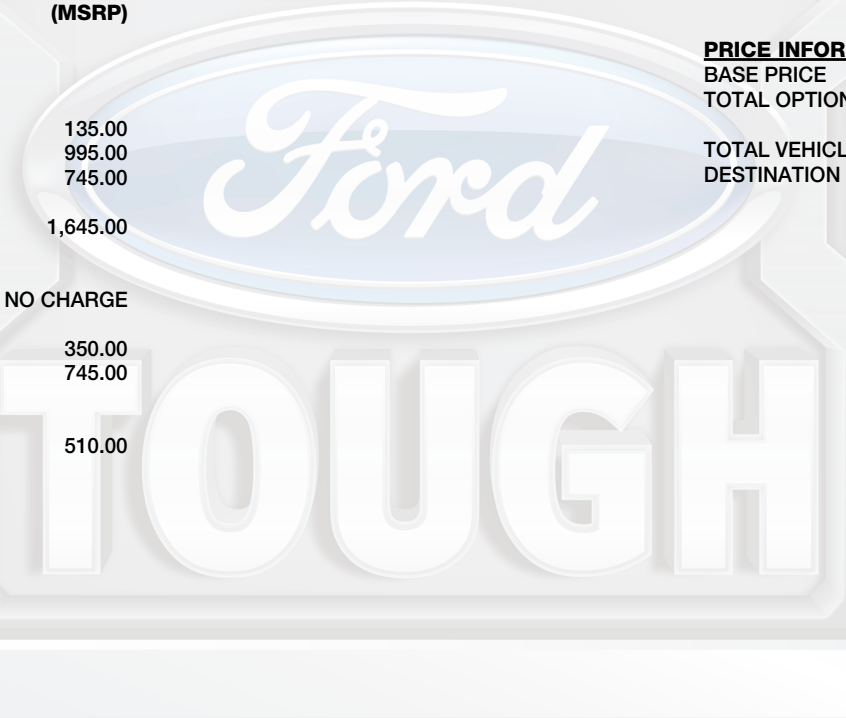 (MSRP)
135.00
995.00
745.00
1,645.00
NO CHARGE
350.00
745.00
510.00
PRICE INFOR
BASE PRICE
TOTAL OPTION
TOTAL VEHICL
DESTINATION
Ford
TOUGH